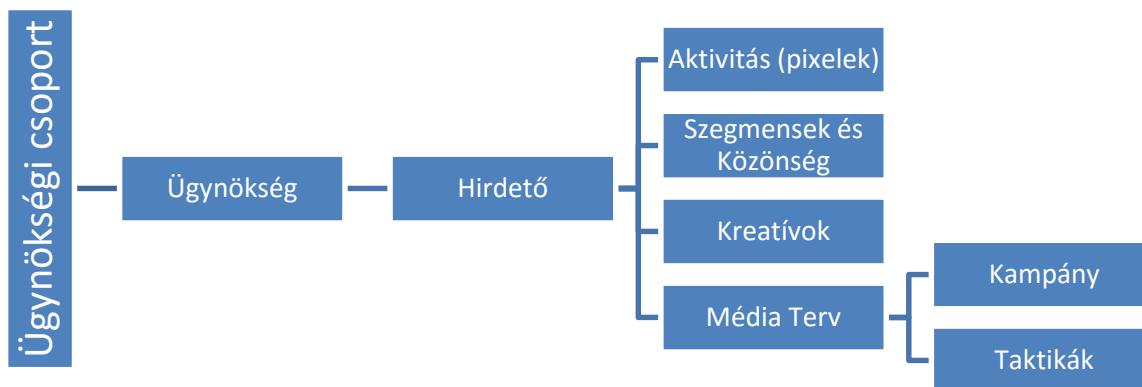 Ügynökségi csoport
Ügynökség
Hirdető
Aktivitás (pixelek)
Szegmensek és
Közönség
Kreatívok
Média Terv
Kampány
Taktikák